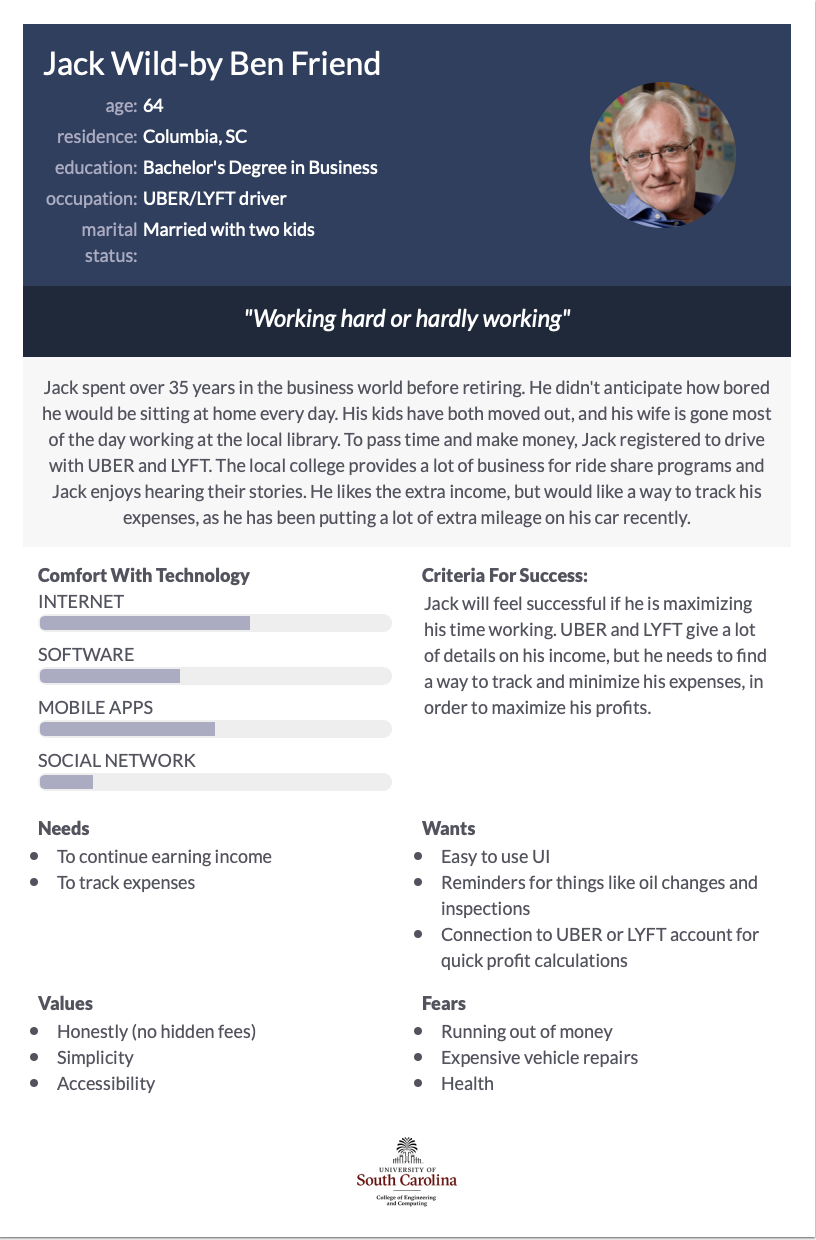 Jack Wild-by Ben Friend
age: 64
residence: Columbia, SC
education: Bachelor's Degree in Business
occupation: UBER/LYFT driver
marital status: Married with two kids
"Working hard or hardly working"
Jack spent over 35 years in the business world before retiring. He didn't anticipate how bored
he would be sitting at home every day. His kids have both moved out, and his wife is gone most
of the day working at the local library. To pass time and make money, Jack registered to drive
with UBER and LYFT. The local college provides a lot of business for ride share programs and
Jack enjoys hearing their stories. He likes the extra income, but would like a way to track his
expenses, as he has been putting a lot of extra mileage on his car recently.
Comfort With Technology
INTERNET
SOFTWARE
MOBILE APPS
SOCIAL NETWORK
Criteria For Success:
Jack will feel successful if he is maximizing
his time working. UBER and LYFT give a lot
of details on his income, but he needs to find
a way to track and minimize his expenses, in
order to maximize his profits.
Needs
To continue earning income
To track expenses
Wants
Easy to use UI
Reminders for things like oil changes and
inspections
Connection to UBER or LYFT account for
quick profit calculations
Values
Honestly (no hidden fees)
Simplicity
Accessibility
Fears
Running out of money
Expensive vehicle repairs
Health
UNIVERSITY OF
South Carolina
College of Engineering
and Computing